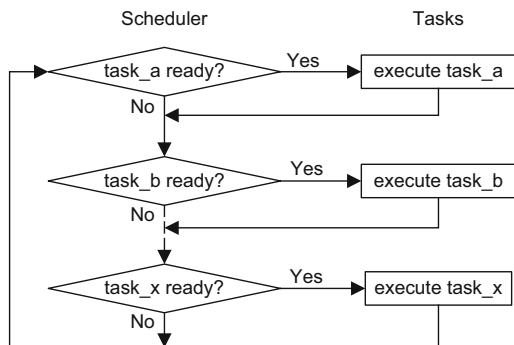 Scheduler Tasks
task_a ready? Yes execute task_a
No
task_b ready? Yes execute task_b
No
task_x ready? Yes execute task_x
No